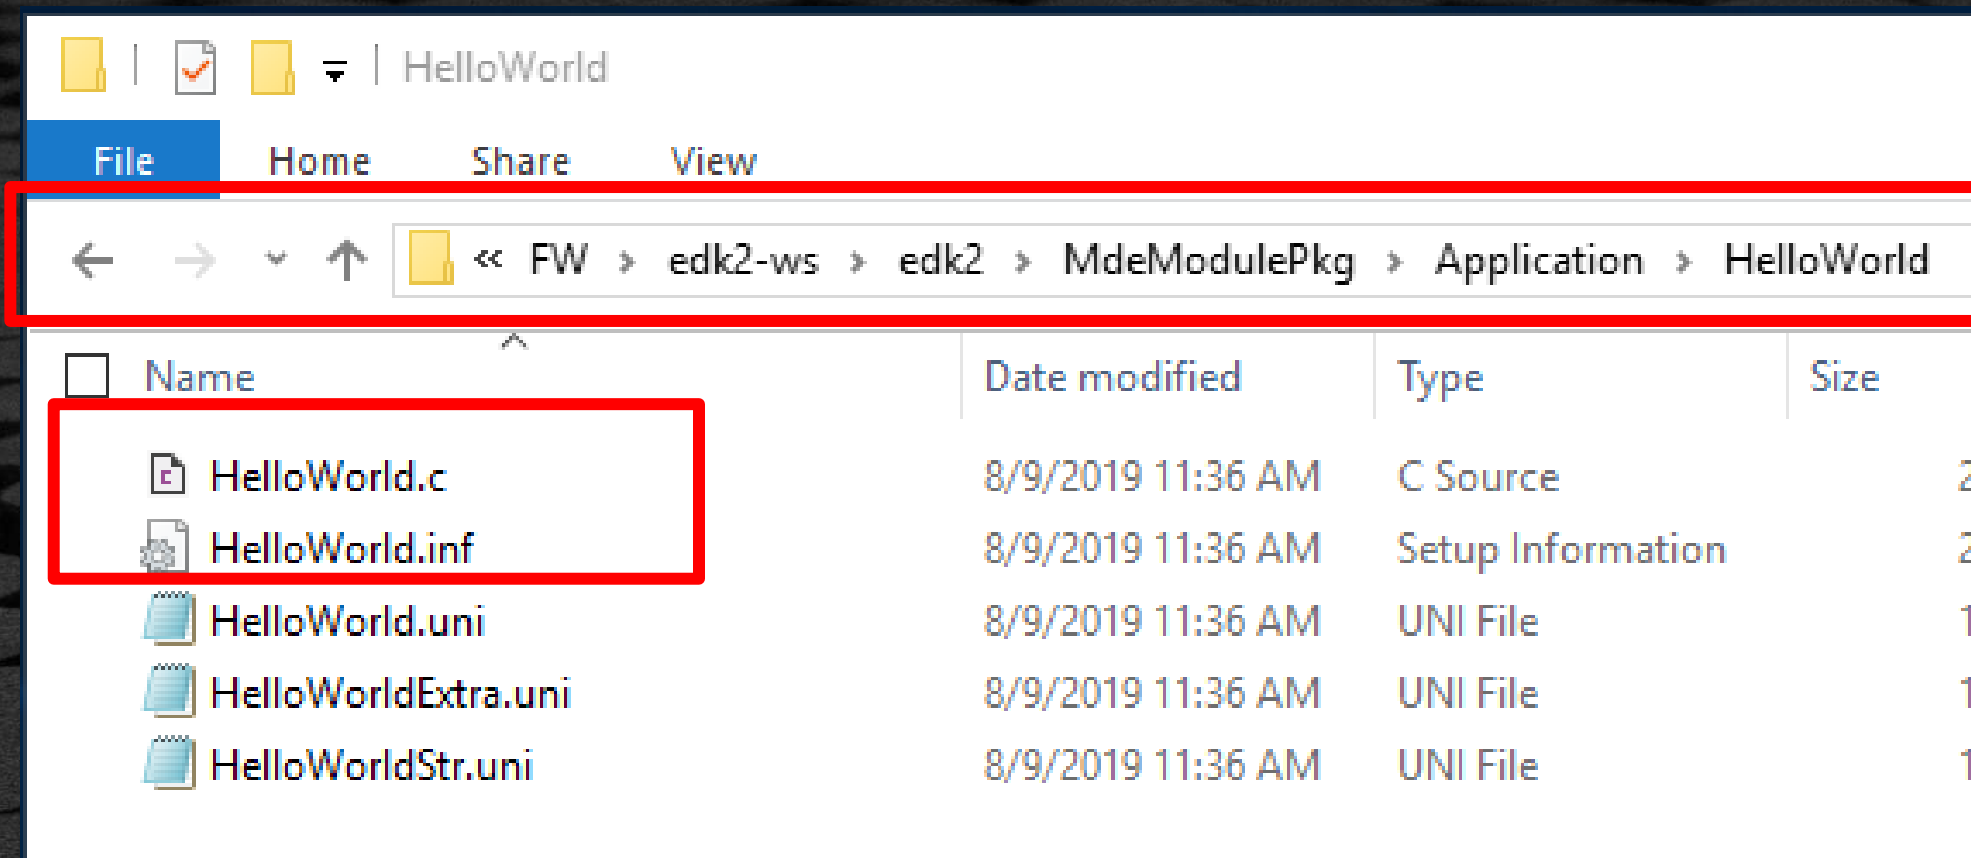 HelloWorld
File Home Share View
« FW > edk2-ws > edk2 > MdeModulePkg > Application > HelloWorld
Name Date modified Type Size
HelloWorld.c 8/9/2019 11:36 AM C Source
HelloWorld.inf 8/9/2019 11:36 AM Setup Information
HelloWorld.uni 8/9/2019 11:36 AM UNI File
HelloWorldExtra.uni 8/9/2019 11:36 AM UNI File
HelloWorldStr.uni 8/9/2019 11:36 AM UNI File